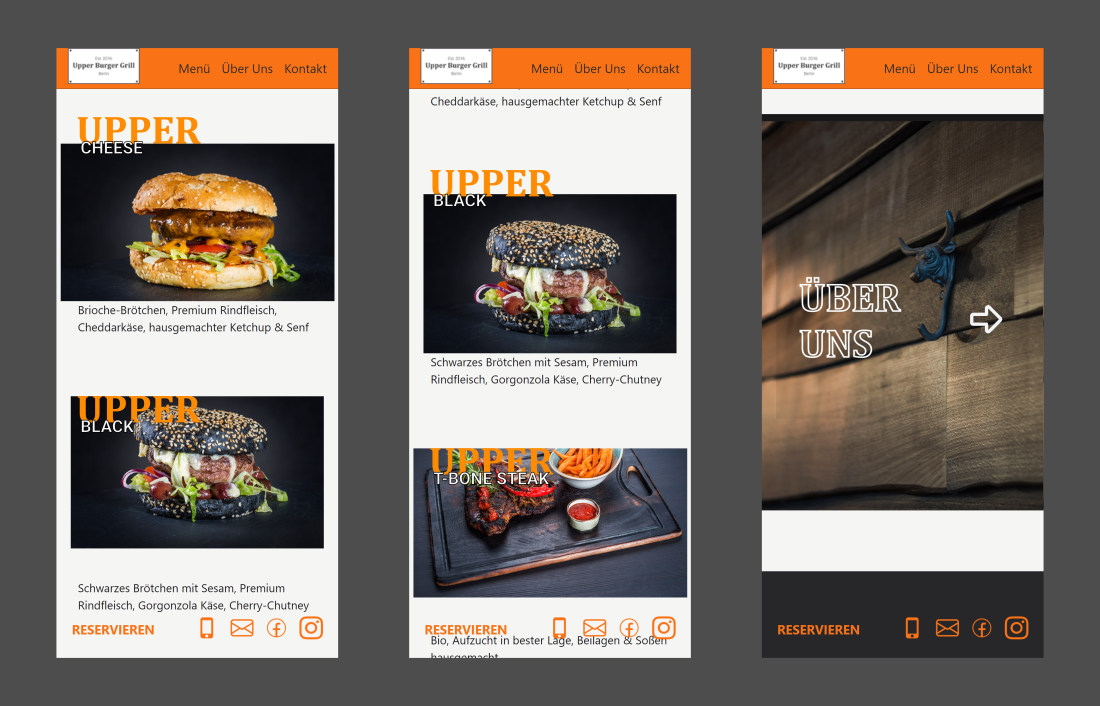 Est. 2016
Upper Burger Grill
Berlin
Menü Über Uns Kontakt
UPPER
CHEESE
Brioche-Brötchen, Premium Rindfleisch,
Cheddarkäse, hausgemachter Ketchup & Senf
UPPER
BLACK
Schwarzes Brötchen mit Sesam, Premium
Rindfleisch, Gorgonzola Käse, Cherry-Chutney
RESERVIEREN
Est. 2016
Upper Burger Grill
Berlin
Menü Über Uns Kontakt
Cheddarkäse, hausgemachter Ketchup & Senf
UPPER
BLACK
Schwarzes Brötchen mit Sesam, Premium
Rindfleisch, Gorgonzola Käse, Cherry-Chutney
UPPER
T-BONE STEAK
RESERVIEREN
Bio, Aufzucht in bester Lage, Beilagen & Soßen
hausgemacht
Est. 2016
Upper Burger Grill
Berlin
Menü Über Uns Kontakt
ÜBER
UNS
RESERVIEREN